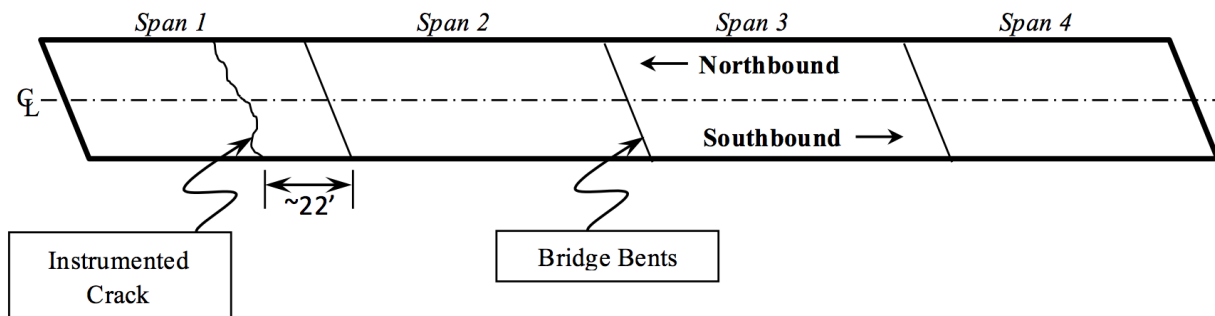 Span 1
Span 2
Span 3
Span 4
Northbound
℄
Southbound
~22'
Instrumented
Crack
Bridge Bents